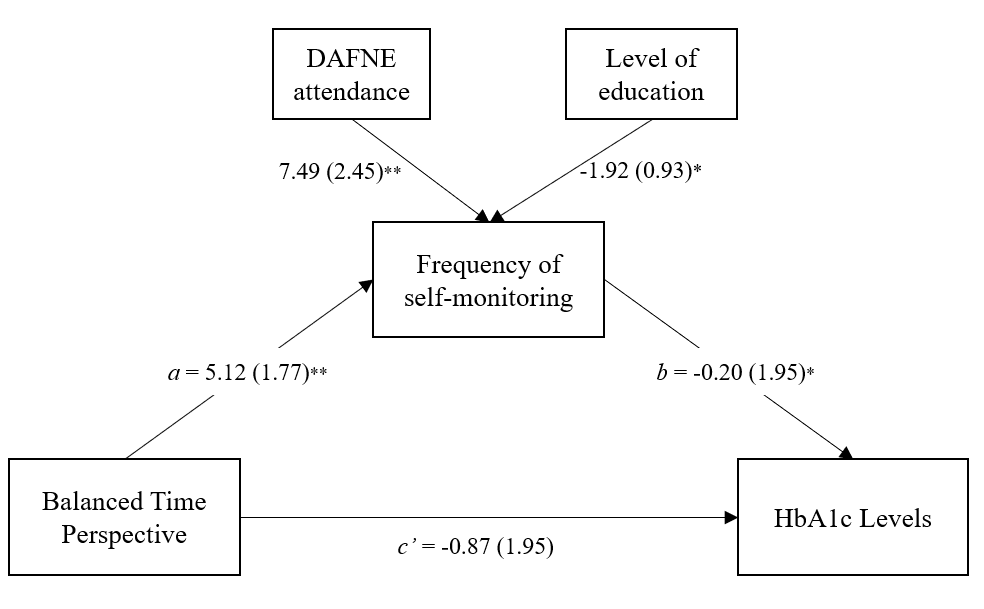 DAFNE
attendance
Level of
education
7.49 (2.45)**
-1.92 (0.93)*
Frequency of
self-monitoring
a = 5.12 (1.77)**
b = -0.20 (1.95)*
Balanced Time
Perspective
HbA1c Levels
c’ = -0.87 (1.95)